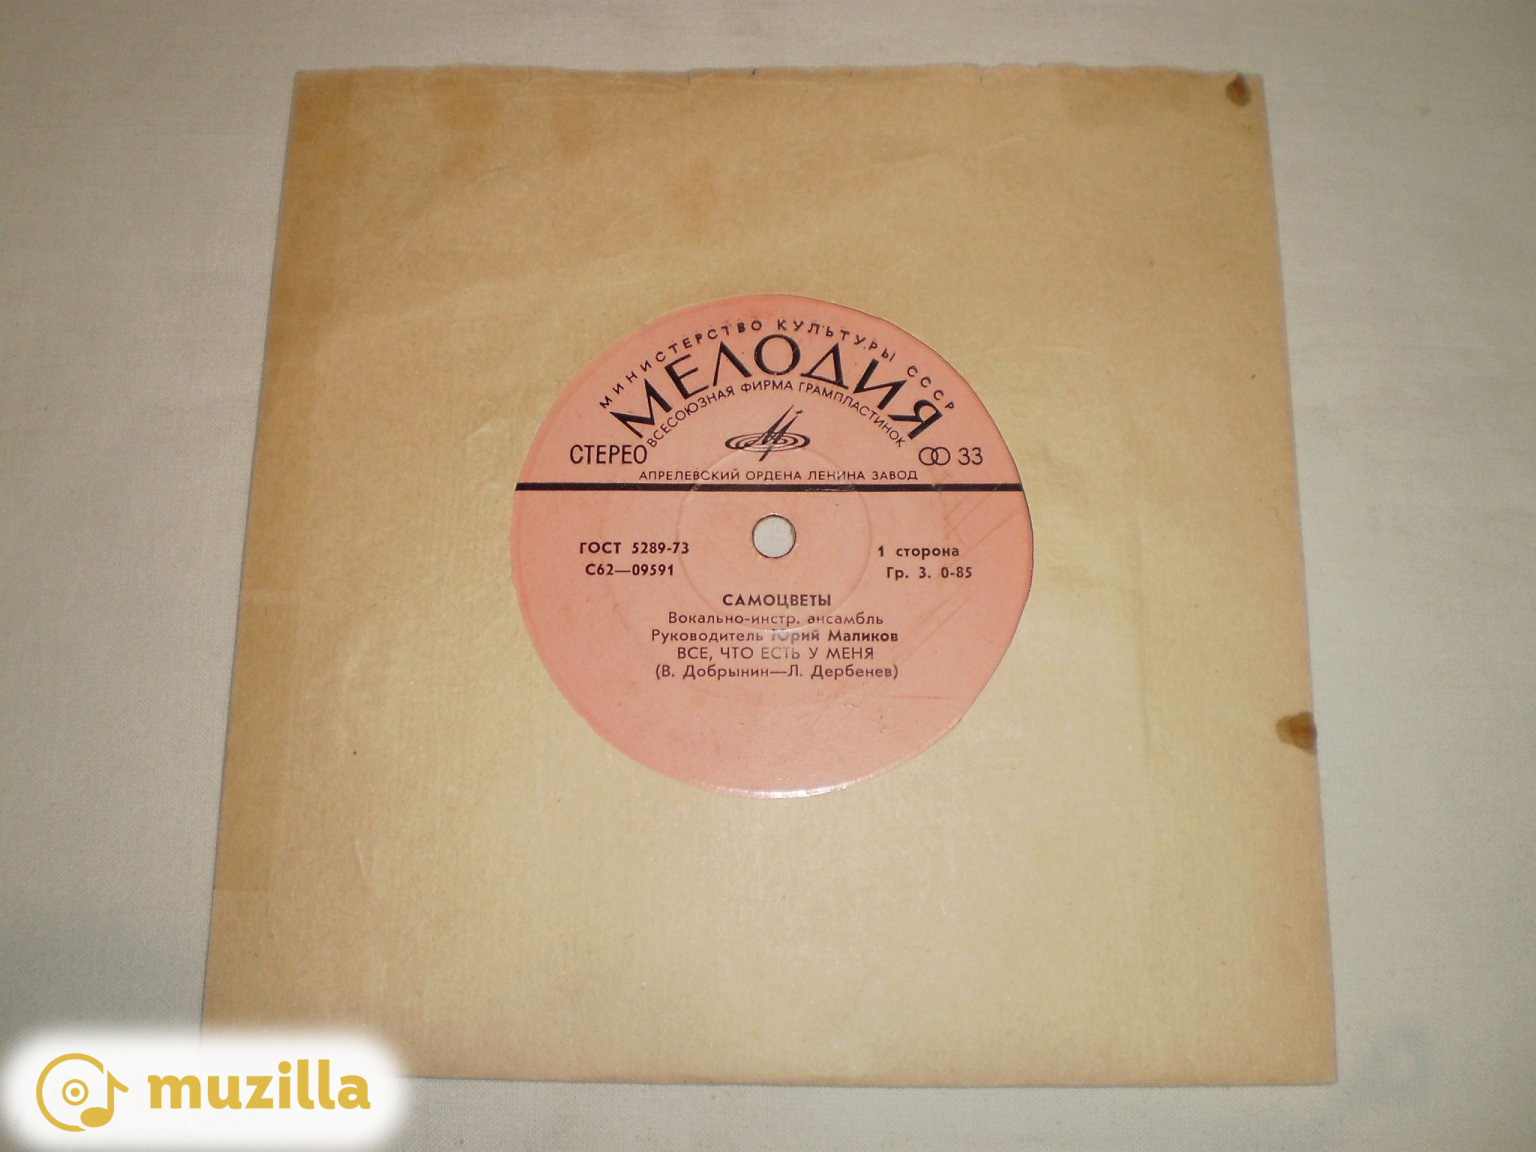 МИНИСТЕРСТВО КУЛЬТУРЫ СССР
МЕЛОДИЯ
ВСЕСОЮЗНАЯ ФИРМА ГРАМПЛАСТИНОК
СТЕРЕО 33
АПРЕЛЕВСКИЙ ОРДЕНА ЛЕНИНА ЗАВОД
ГОСТ 5289-73 1 сторона
С62—09591 Гр. 3. 0-85
САМОЦВЕТЫ
Вокально-инстр. ансамбль
Руководитель Юрий Маликов
ВСЕ, ЧТО ЕСТЬ У МЕНЯ
(В. Добрынин—Л. Дербенев)
muzilla